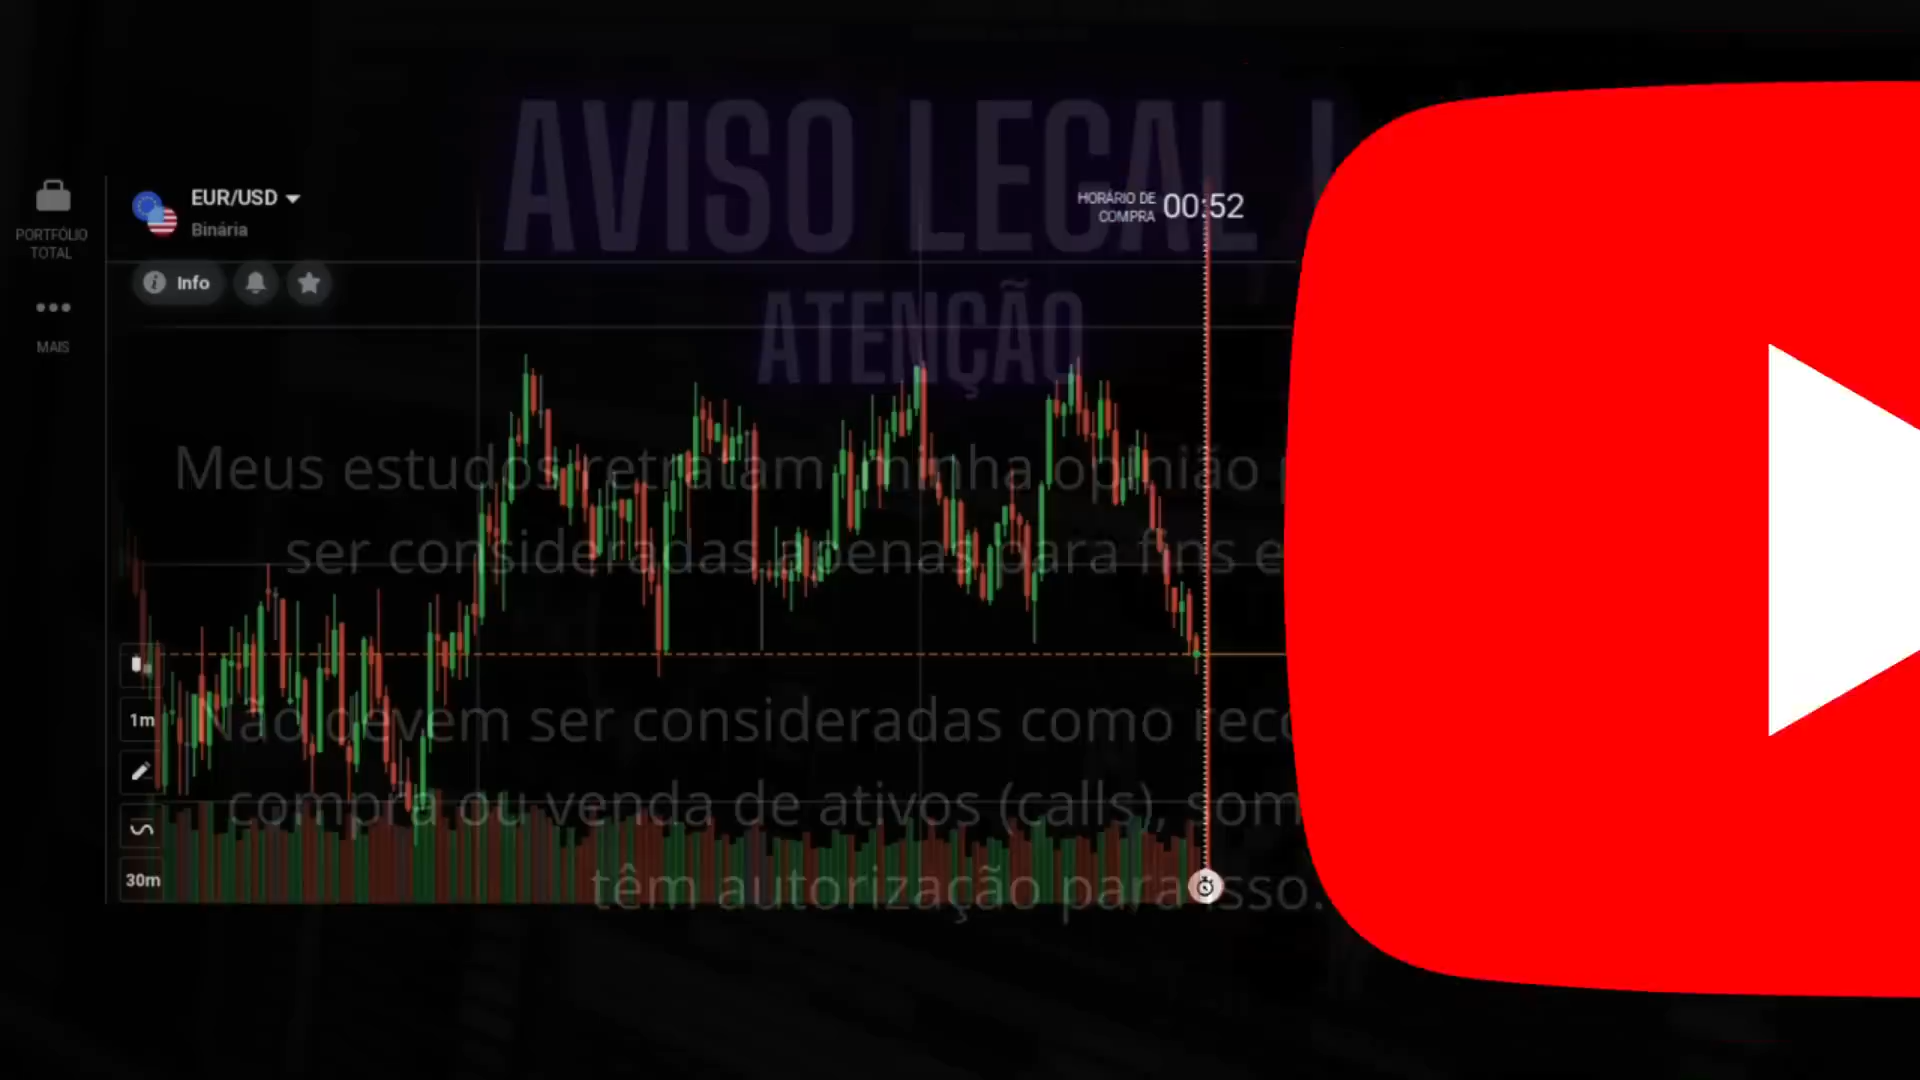 AVISO LEGAL
EUR/USD
Binária
HORÁRIO DE
COMPRA
00:52
PORTFÓLIO
TOTAL
Info
ATENÇÃO
MAIS
Meus estudos retratam minha opinião
ser consideradas apenas para fins
1m
Não devem ser consideradas como
compra ou venda de ativos (calls),
30m
têm autorização para isso.